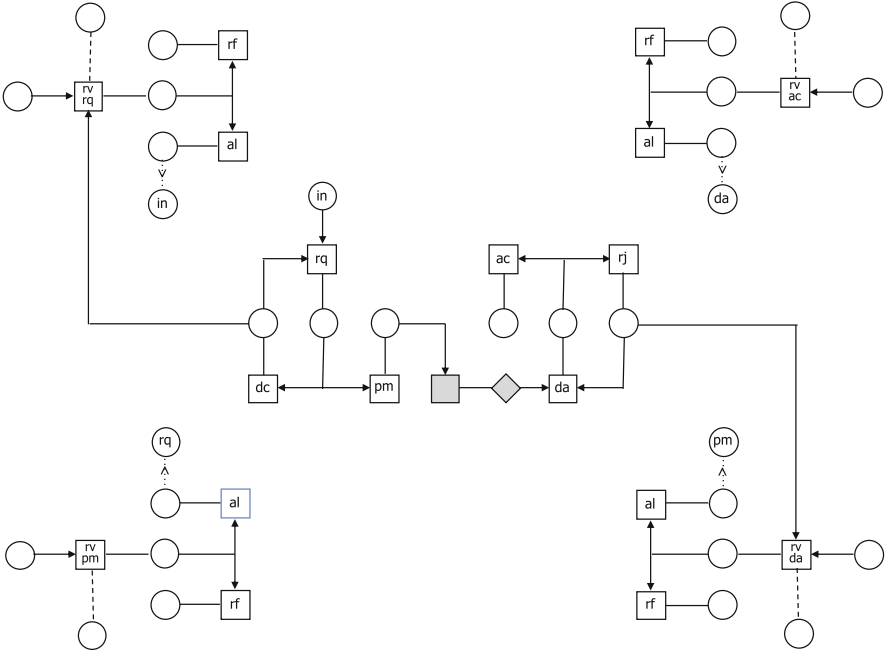 rf
rf
rv
rq
rv
ac
al
al
in
da
in
rq
ac
rj
dc
pm
da
rq
pm
al
al
rv
pm
rv
da
rf
rf